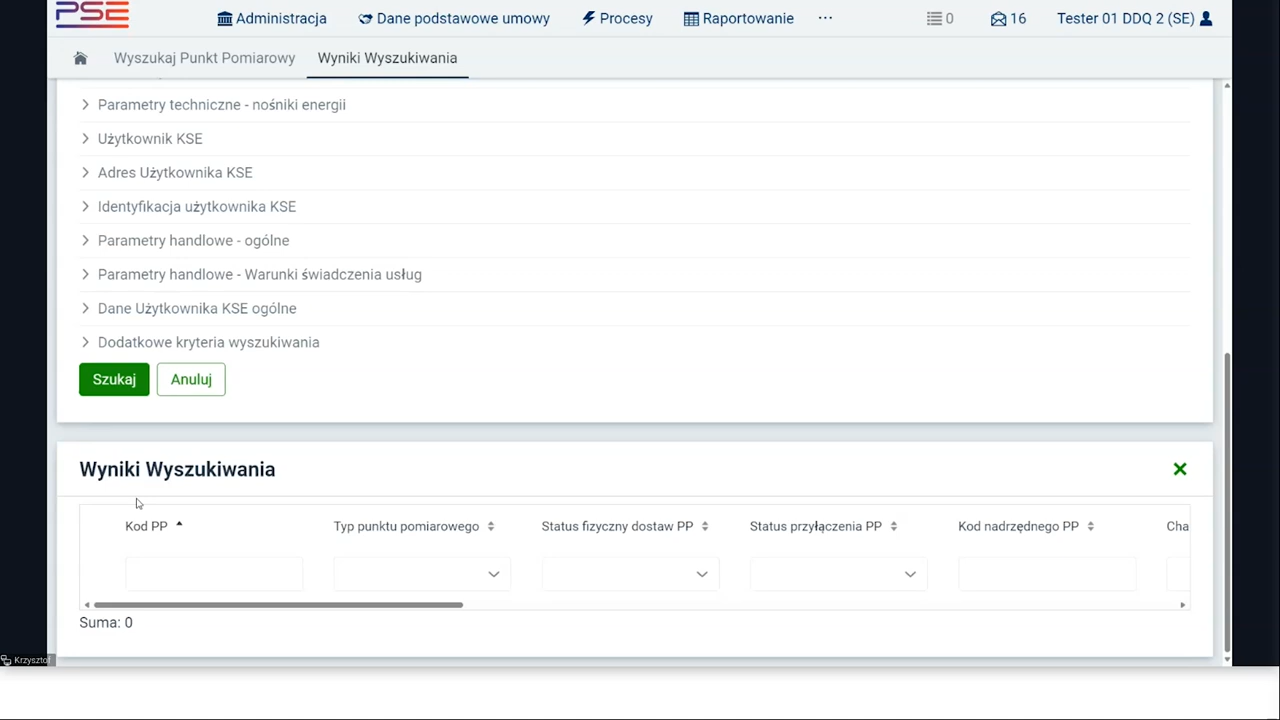 PSE
Administracja Dane podstawowe umowy Procesy Raportowanie ... 0 16 Tester 01 DDQ 2 (SE)
Wyszukaj Punkt Pomiarowy Wyniki Wyszukiwania
Parametry techniczne - nośniki energii
Użytkownik KSE
Adres Użytkownika KSE
Identyfikacja użytkownika KSE
Parametry handlowe - ogólne
Parametry handlowe - Warunki świadczenia usług
Dane Użytkownika KSE ogólne
Dodatkowe kryteria wyszukiwania
Szukaj Anuluj
Wyniki Wyszukiwania
Kod PP Typ punktu pomiarowego Status fizyczny dostaw PP Status przyłączenia PP Kod nadrzędnego PP Cha
Suma: 0
Krzysztof